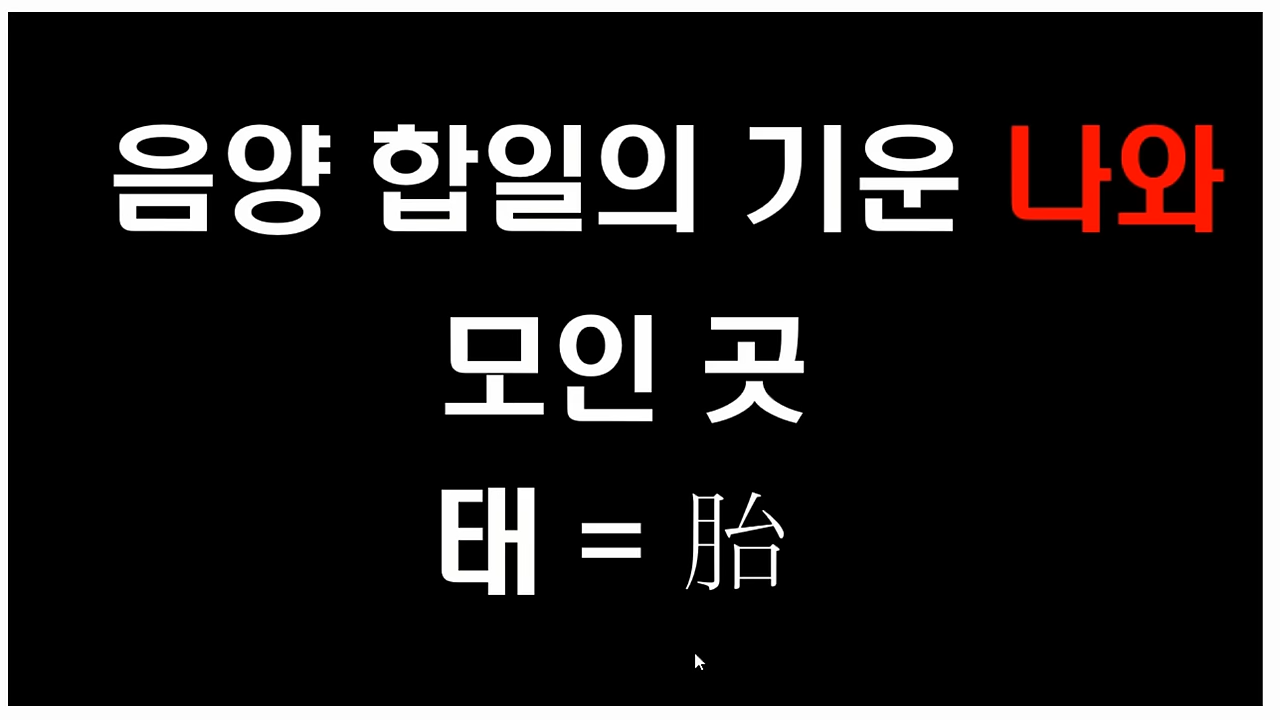 음양 합일의 기운 나와
모인 곳
태 = 胎